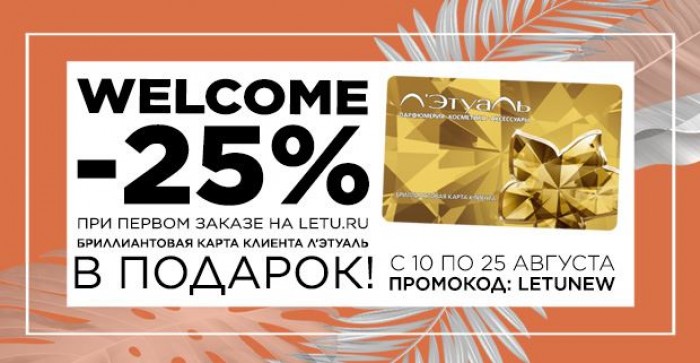 WELCOME
-25%
ПРИ ПЕРВОМ ЗАКАЗЕ НА LETU.RU
БРИЛЛИАНТОВАЯ КАРТА КЛИЕНТА Л'ЭТУАЛЬ
В ПОДАРОК!
Л'ЭТУАЛЬ
ПАРФЮМЕРИЯ·КОСМЕТИКА·АКСЕССУАРЫ
БРИЛЛИАНТОВАЯ КАРТА КЛИЕНТА
С 10 ПО 25 АВГУСТА
ПРОМОКОД: LETUNEW